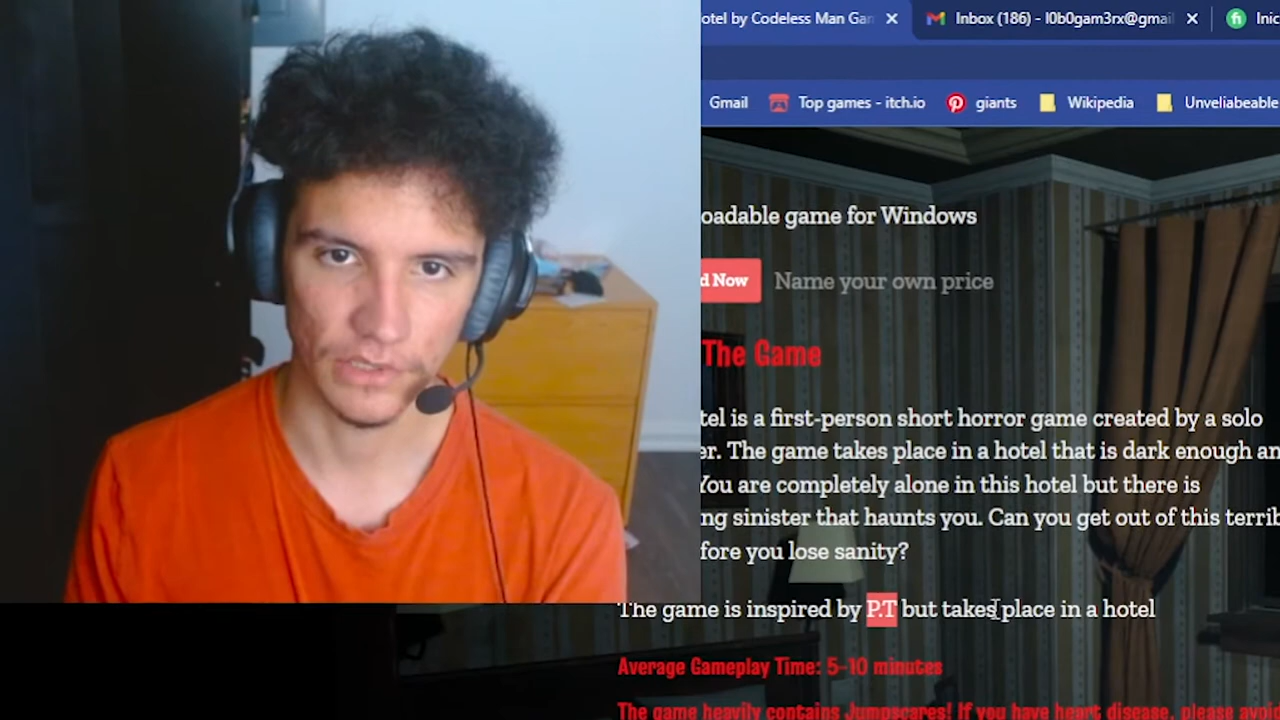 otel by Codeless Man Gam
Inbox (186) - l0b0gam3rx@gmail
Inic
Gmail
Top games - itch.io
giants
Wikipedia
Unveliabeable
oadable game for Windows
d Now
Name your own price
The Game
tel is a first-person short horror game created by a solo
er. The game takes place in a hotel that is dark enough an
You are completely alone in this hotel but there is
ng sinister that haunts you. Can you get out of this terrib
fore you lose sanity?
The game is inspired by P.T but takes place in a hotel
Average Gameplay Time: 5-10 minutes
The game heavily contains Jumpscares! If you have heart disease, please avoid